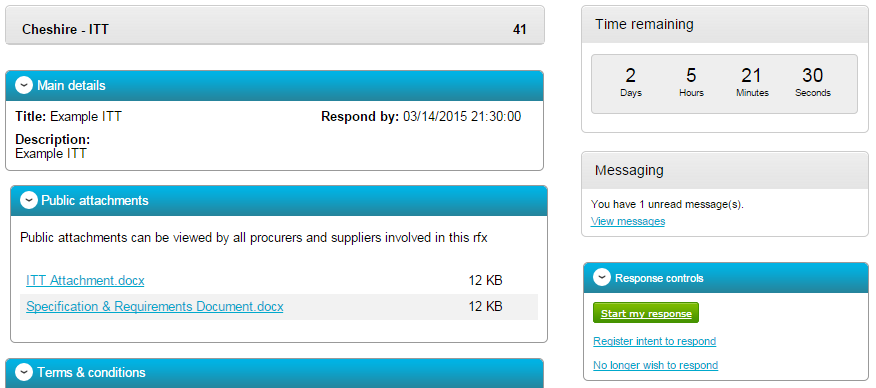 Cheshire - ITT 41
Main details
Title: Example ITT Respond by: 03/14/2015 21:30:00
Description:
Example ITT
Public attachments
Public attachments can be viewed by all procurers and suppliers involved in this rfx
ITT Attachment.docx 12 KB
Specification & Requirements Document.docx 12 KB
Terms & conditions
Time remaining
2 5 21 30
Days Hours Minutes Seconds
Messaging
You have 1 unread message(s).
View messages
Response controls
Start my response
Register intent to respond
No longer wish to respond